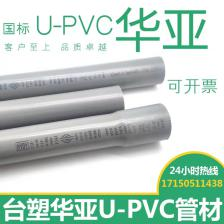 国标 U-PVC 华亚
客户至上 品质卓越
可开票
24小时热线
17150511438
台塑华亚U-PVC管材